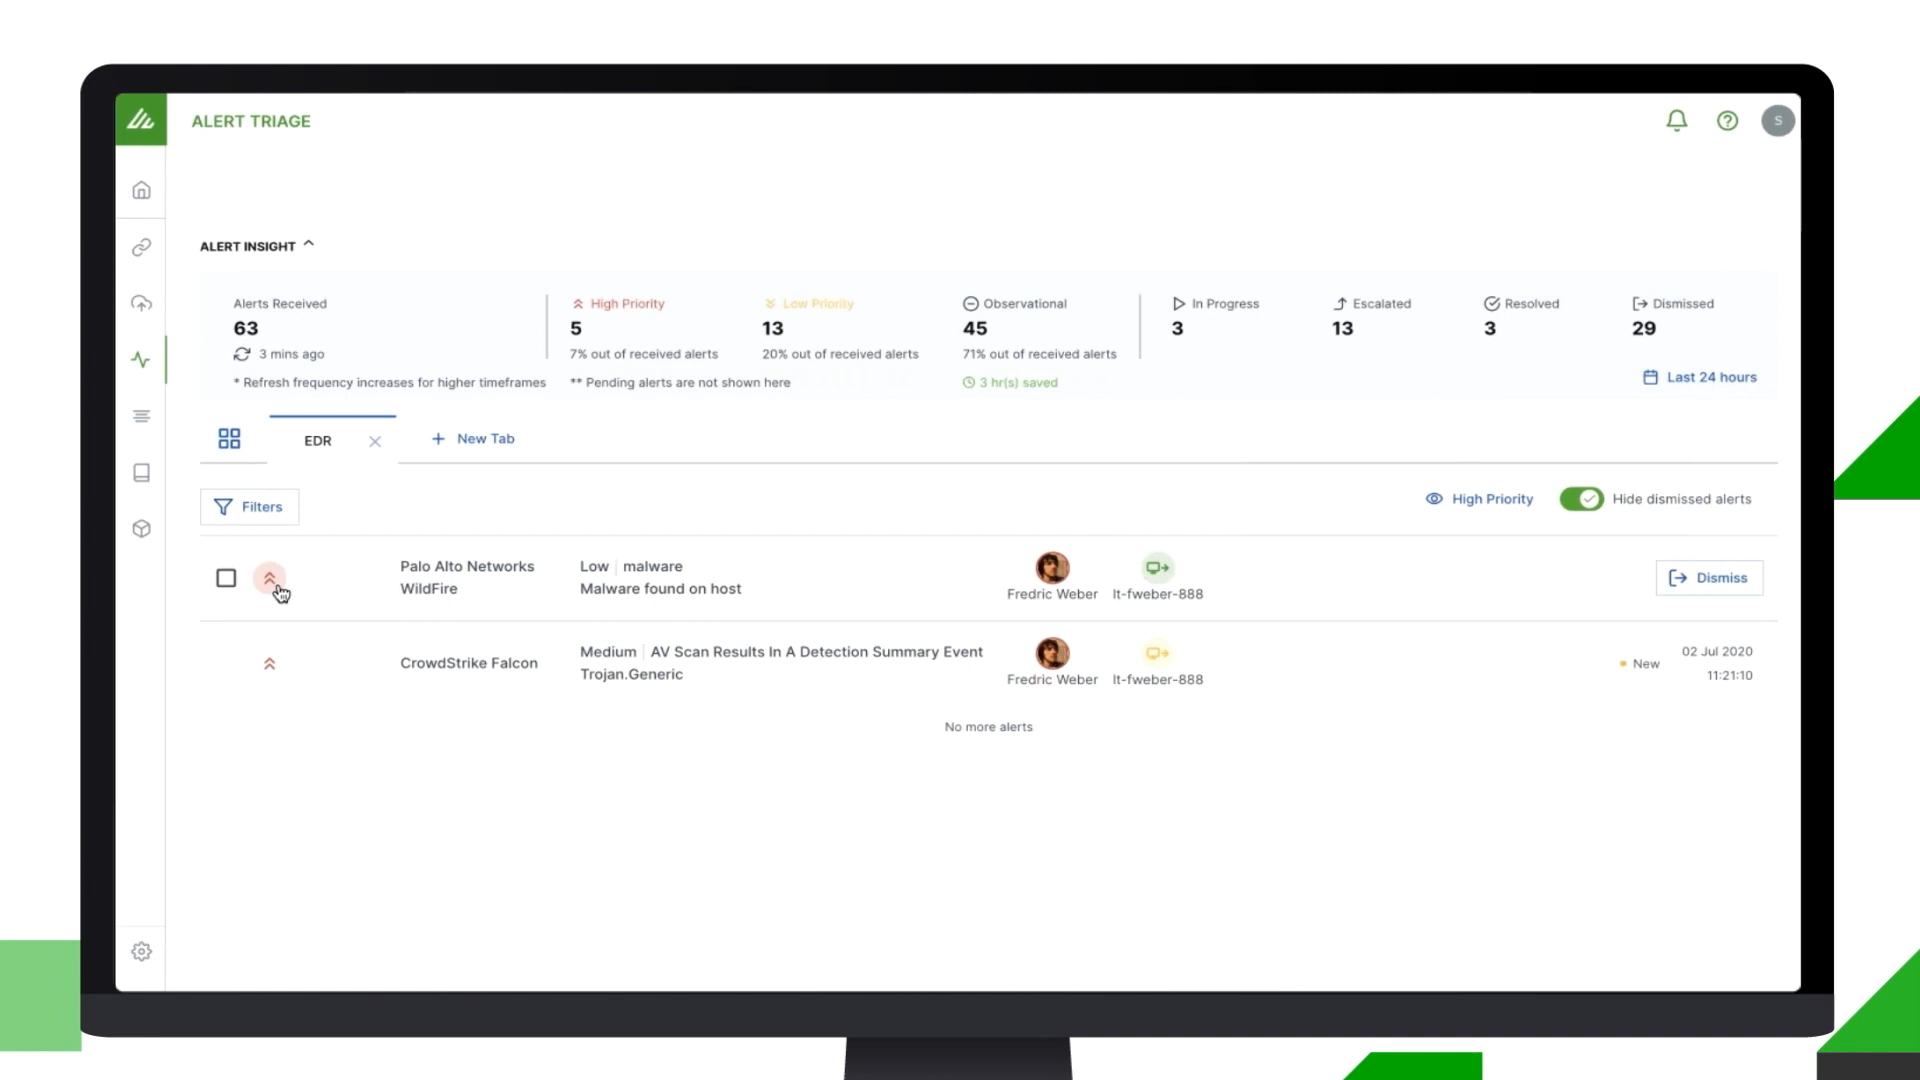 ALERT TRIAGE
S
ALERT INSIGHT
Alerts Received
63
3 mins ago
* Refresh frequency increases for higher timeframes
High Priority
5
7% out of received alerts
** Pending alerts are not shown here
Low Priority
13
20% out of received alerts
Observational
45
71% out of received alerts
3 hr(s) saved
In Progress
3
Escalated
13
Resolved
3
Dismissed
29
Last 24 hours
EDR
New Tab
Filters
High Priority
Hide dismissed alerts
Palo Alto Networks
WildFire
Low | malware
Malware found on host
Fredric Weber
lt-fweber-888
Dismiss
CrowdStrike Falcon
Medium | AV Scan Results In A Detection Summary Event
Trojan.Generic
Fredric Weber
lt-fweber-888
New
02 Jul 2020
11:21:10
No more alerts